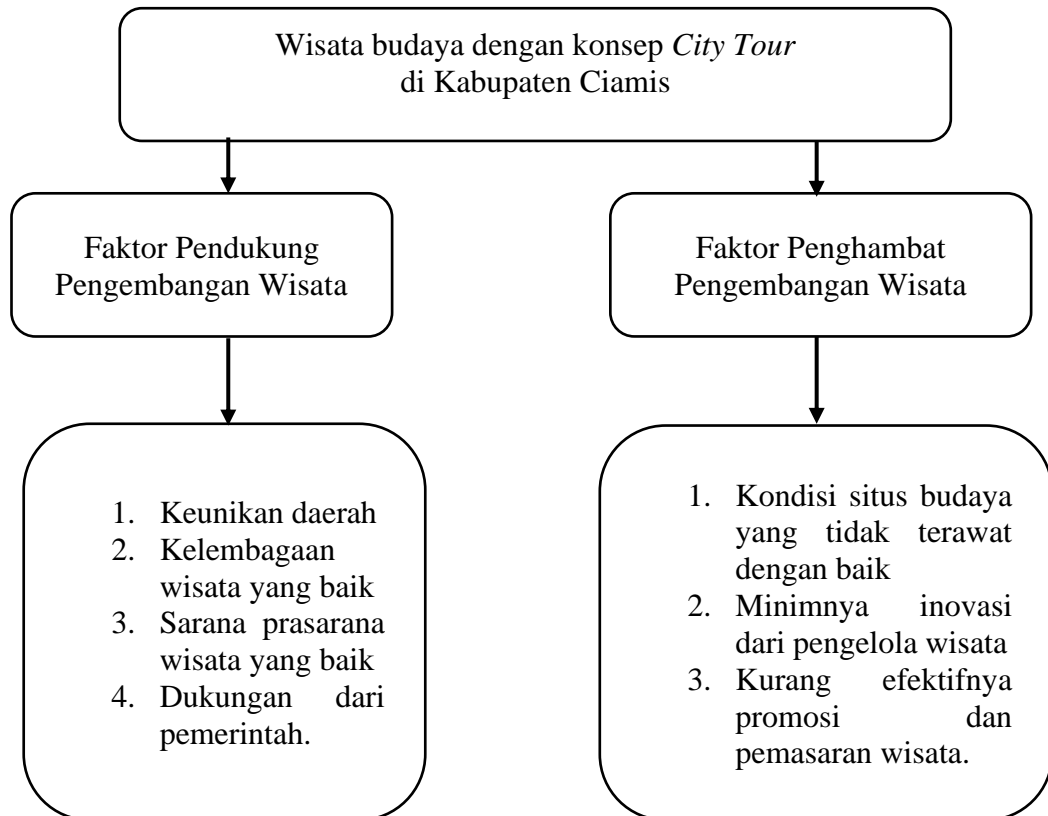 Wisata budaya dengan konsep City Tour
di Kabupaten Ciamis
Faktor Pendukung
Pengembangan Wisata
Faktor Penghambat
Pengembangan Wisata
1. Keunikan daerah
2. Kelembagaan
wisata yang baik
3. Sarana prasarana
wisata yang baik
4. Dukungan dari
pemerintah.
1. Kondisi situs budaya
yang tidak terawat
dengan baik
2. Minimnya inovasi
dari pengelola wisata
3. Kurang efektifnya
promosi dan
pemasaran wisata.